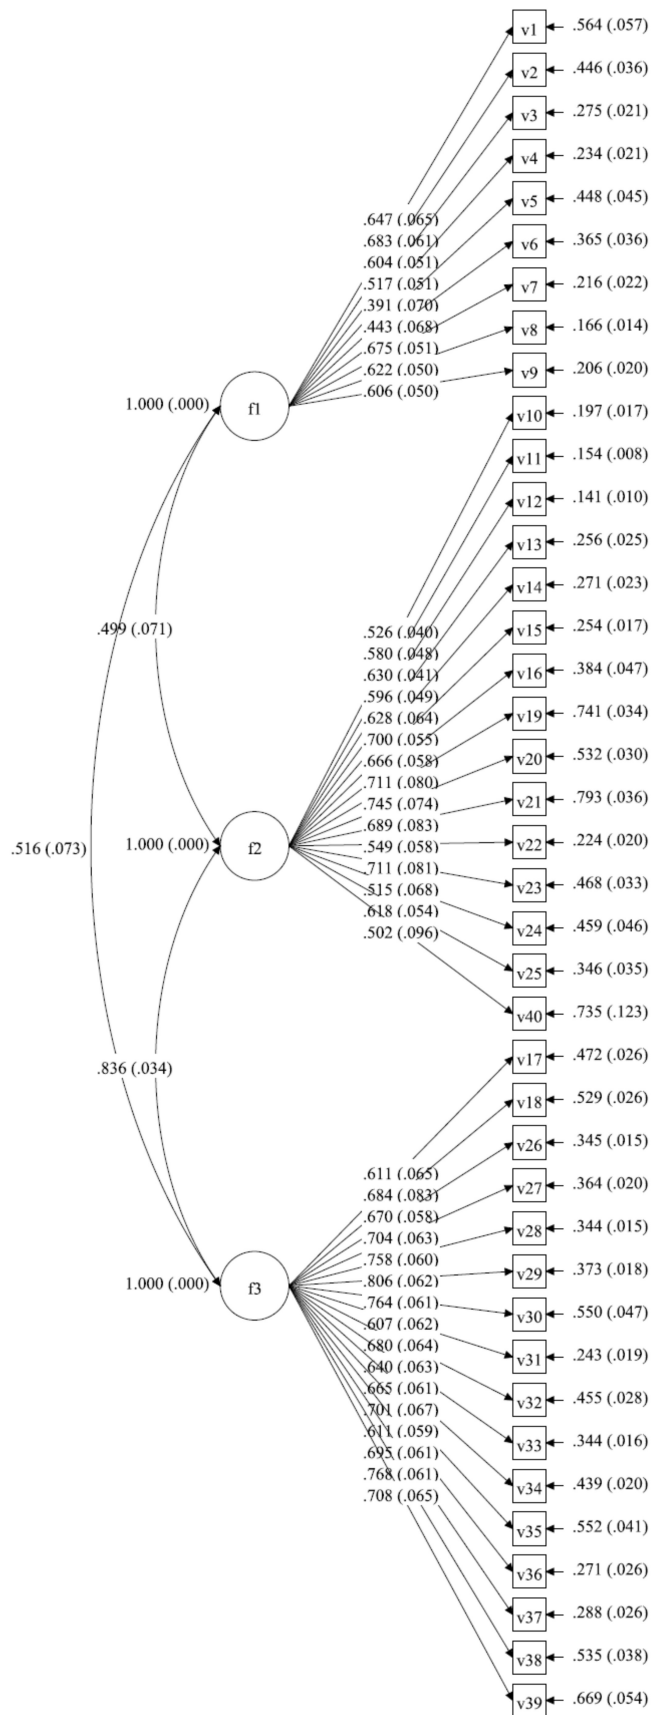 v1 .564 (.057)
v2 .446 (.036)
v3 .275 (.021)
v4 .234 (.021)
v5 .448 (.045)
v6 .365 (.036)
v7 .216 (.022)
v8 .166 (.014)
v9 .206 (.020)
.647 (.065)
.683 (.061)
.604 (.051)
.517 (.051)
.391 (.070)
.443 (.068)
.675 (.051)
.622 (.050)
.606 (.050)
1.000 (.000) f1
v10 .197 (.017)
v11 .154 (.008)
v12 .141 (.010)
v13 .256 (.025)
v14 .271 (.023)
v15 .254 (.017)
v16 .384 (.047)
v19 .741 (.034)
v20 .532 (.030)
v21 .793 (.036)
v22 .224 (.020)
v23 .468 (.033)
v24 .459 (.046)
v25 .346 (.035)
v40 .735 (.123)
.499 (.071)
.526 (.040)
.580 (.048)
.630 (.041)
.596 (.049)
.628 (.064)
.700 (.055)
.666 (.058)
.711 (.080)
.745 (.074)
.689 (.083)
.549 (.058)
.711 (.081)
.515 (.068)
.618 (.054)
.502 (.096)
.516 (.073)
1.000 (.000) f2
.836 (.034)
v17 .472 (.026)
v18 .529 (.026)
v26 .345 (.015)
v27 .364 (.020)
v28 .344 (.015)
v29 .373 (.018)
v30 .550 (.047)
v31 .243 (.019)
v32 .455 (.028)
v33 .344 (.016)
v34 .439 (.020)
v35 .552 (.041)
v36 .271 (.026)
v37 .288 (.026)
v38 .535 (.038)
v39 .669 (.054)
.611 (.065)
.684 (.083)
.670 (.058)
.704 (.063)
.758 (.060)
.806 (.062)
.764 (.061)
.607 (.062)
.680 (.064)
.640 (.063)
.665 (.061)
.701 (.067)
.611 (.059)
.695 (.061)
.768 (.061)
.708 (.065)
1.000 (.000) f3